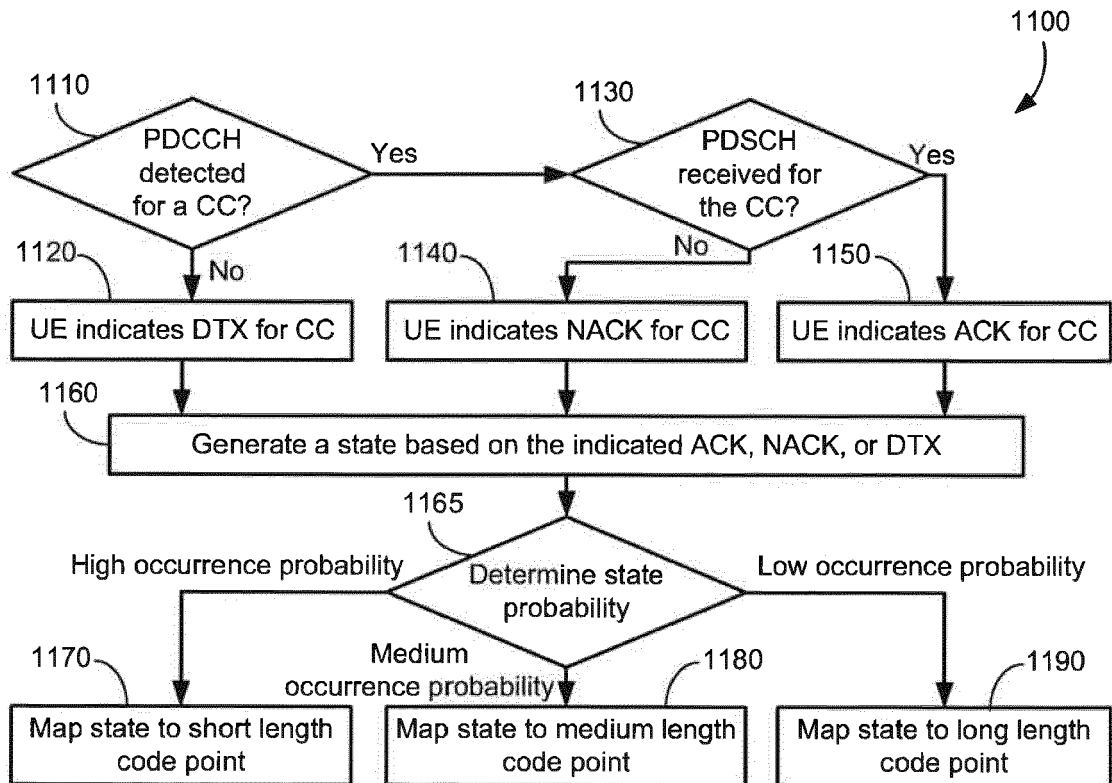 1100
1110
PDCCH
detected
for a CC?
Yes
1130
PDSCH
received for
the CC?
Yes
1120
No
UE indicates DTX for CC
1140
No
UE indicates NACK for CC
1150
UE indicates ACK for CC
1160
Generate a state based on the indicated ACK, NACK, or DTX
1165
Determine state
probability
High occurrence probability
Medium
occurrence probability
Low occurrence probability
1170
Map state to short length
code point
1180
Map state to medium length
code point
1190
Map state to long length
code point